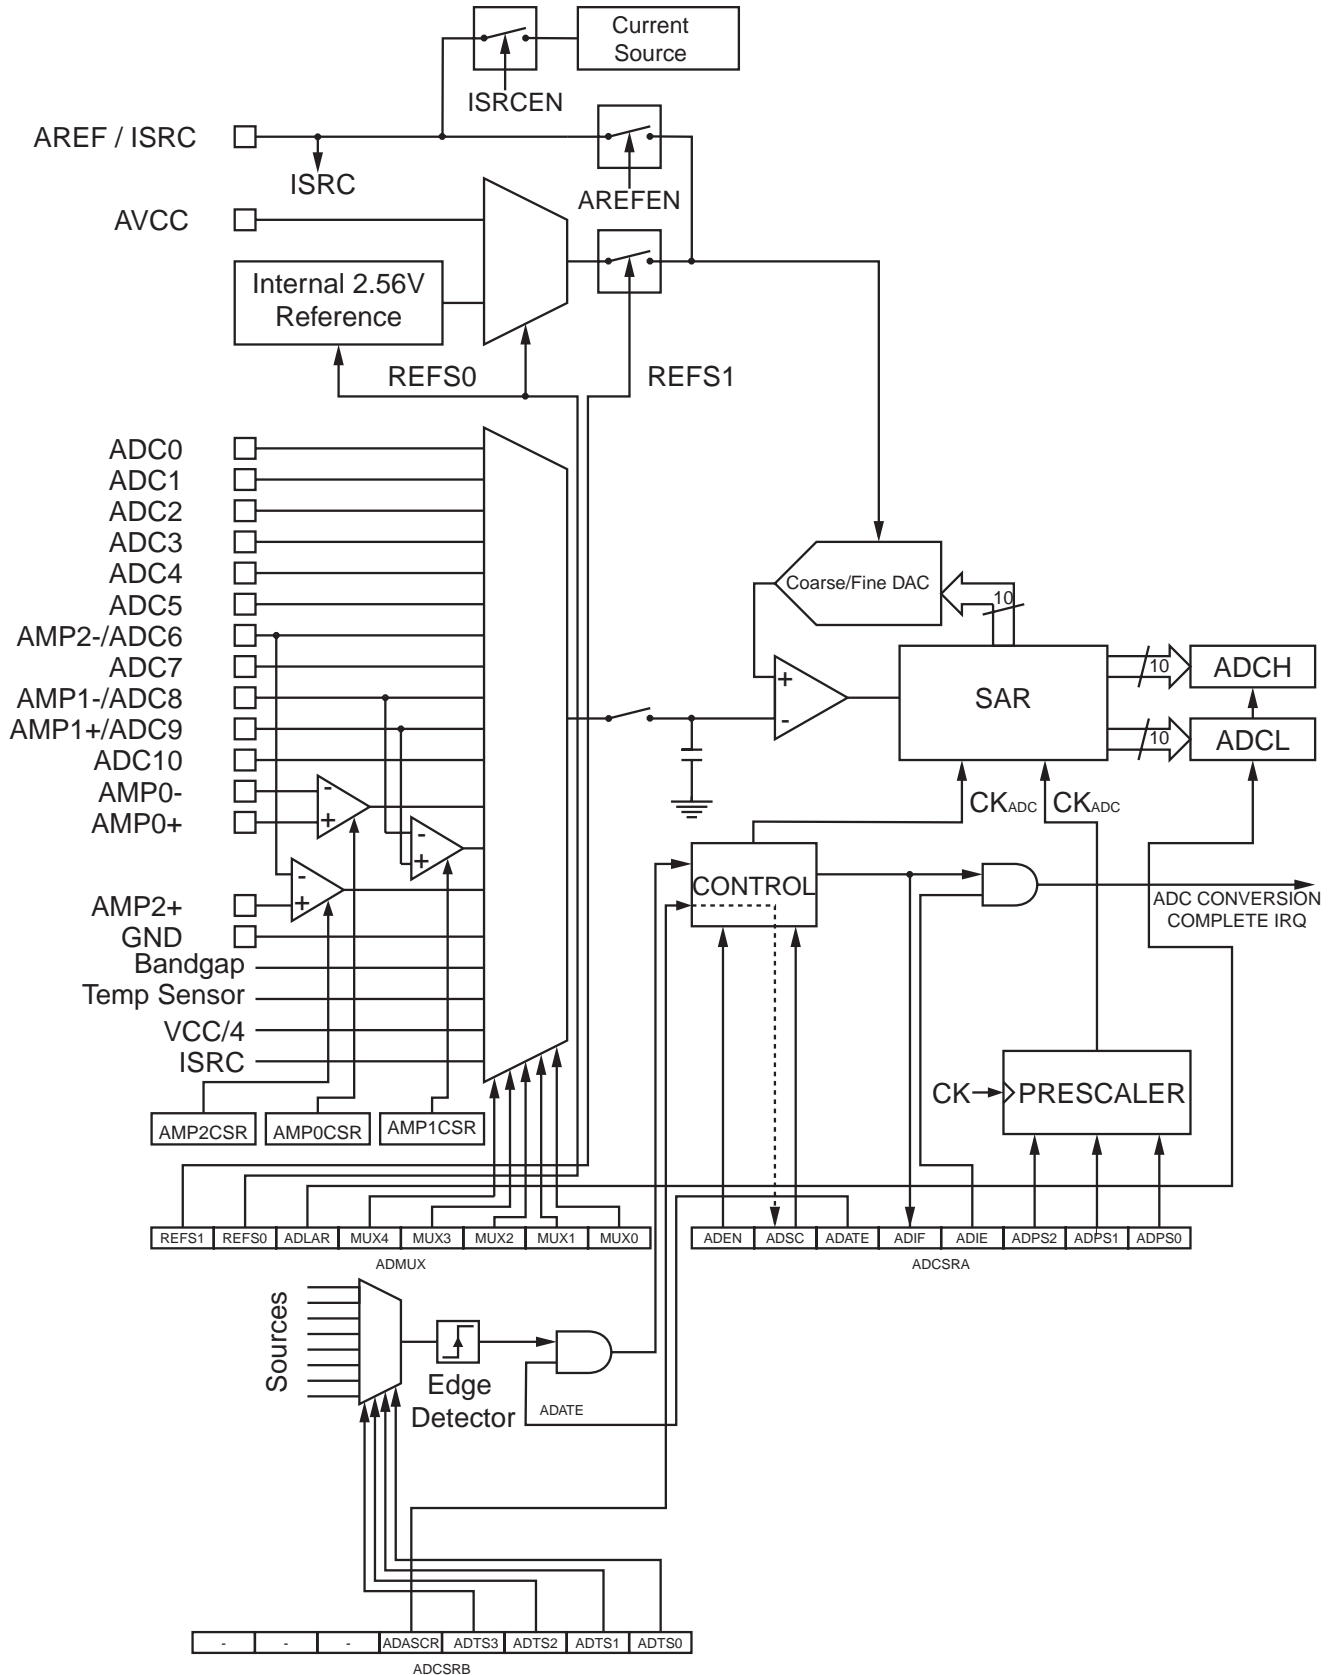 Current
Source
ISRCEN
AREF / ISRC
ISRC
AREFEN
AVCC
Internal 2.56V
Reference
REFS0
REFS1
ADC0
ADC1
ADC2
ADC3
ADC4
ADC5
AMP2-/ADC6
ADC7
AMP1-/ADC8
AMP1+/ADC9
ADC10
AMP0-
AMP0+
AMP2+
GND
Bandgap
Temp Sensor
VCC/4
ISRC
-
+
-
+
-
+
Coarse/Fine DAC
10
+
-
SAR
10
ADCH
10
ADCL
CKADC
CKADC
CONTROL
ADC CONVERSION
COMPLETE IRQ
CK
PRESCALER
AMP2CSR
AMP0CSR
AMP1CSR
REFS1 REFS0 ADLAR MUX4 MUX3 MUX2 MUX1 MUX0
ADMUX
ADEN ADSC ADATE ADIF ADIE ADPS2 ADPS1 ADPS0
ADCSRA
Sources
Edge
Detector
ADATE
- - - ADASCR ADTS3 ADTS2 ADTS1 ADTS0
ADCSRB